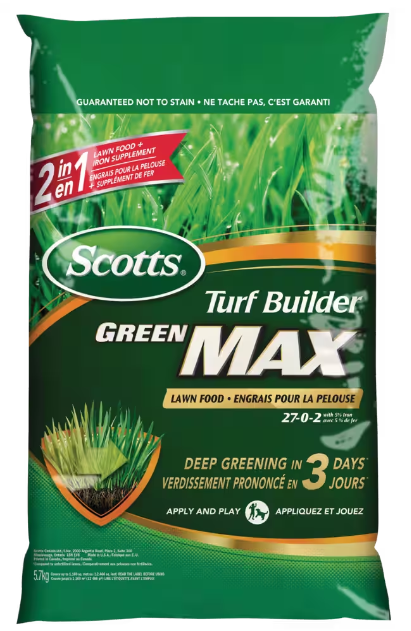 GUARANTEED NOT TO STAIN • NE TACHE PAS, C'EST GARANTI
2 in 1 LAWN FOOD + IRON SUPPLEMENT
2 en 1 ENGRAIS POUR LA PELOUSE + SUPPLÉMENT DE FER
Scotts®
Turf Builder
GREEN MAX
LAWN FOOD • ENGRAIS POUR LA PELOUSE
27-0-2 with 5% iron
avec 5 % de fer
DEEP GREENING IN 3 DAYS*
VERDISSEMENT PRONONCÉ EN 3 JOURS*
APPLY AND PLAY APPLIQUEZ ET JOUEZ
5.7kg